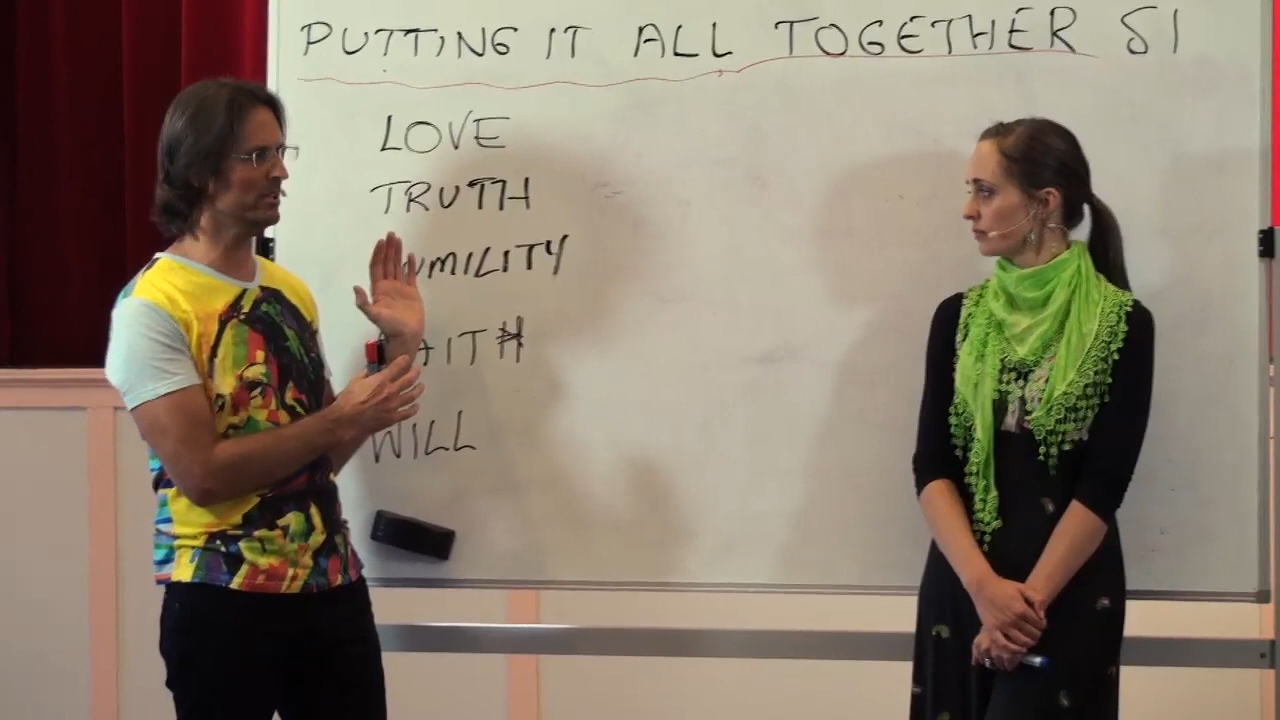 PUTTING IT ALL TOGETHER S1
LOVE
TRUTH
UMILITY
AITH
WILL